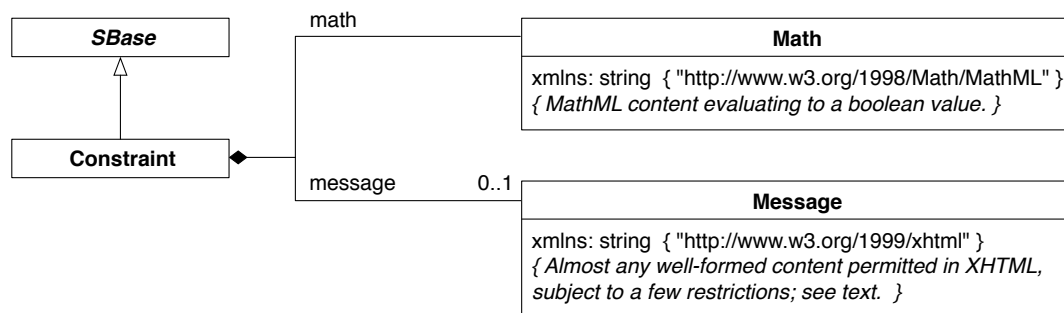 SBase
Constraint
math
Math
xmlns: string { "http://www.w3.org/1998/Math/MathML" }
{ MathML content evaluating to a boolean value. }
message 0..1
Message
xmlns: string { "http://www.w3.org/1999/xhtml" }
{ Almost any well-formed content permitted in XHTML,
subject to a few restrictions; see text. }